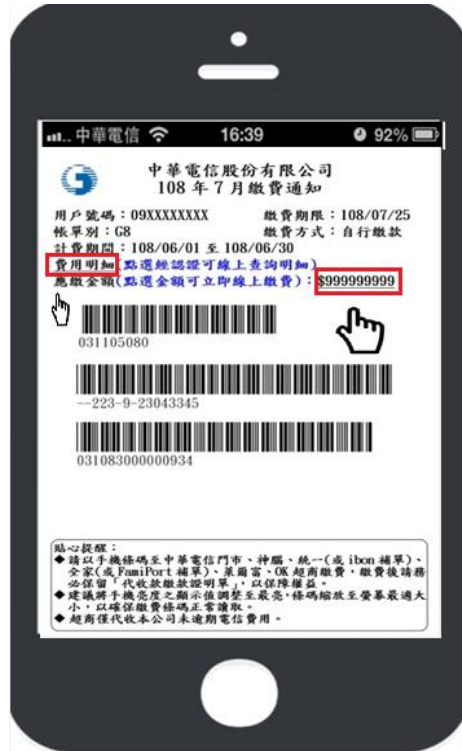 中華電信 16:39 92%
中華電信股份有限公司
108 年 7 月繳費通知
用戶號碼：09XXXXXXXX 繳費期限：108/07/25
帳單別：G8 繳費方式：自行繳款
計費期間：108/06/01 至 108/06/30
費用明細(點選經認證可線上查詢明細)
應繳金額(點選金額可立即線上繳費)：$999999999
031105080
--223-9-23043345
031083000000934
貼心提醒：
◆請以手機條碼至中華電信門市、神腦、統一(或 ibon 補單)、
全家(或 FamiPort 補單)、萊爾富、OK 超商繳費，繳費後請務
必保留「代收款繳款證明單」，以保障權益。
◆建議將手機亮度之顯示值調整至最亮，條碼縮放至螢幕最適大
小，以確保繳費條碼正常讀取。
◆超商僅代收本公司未逾期電信費用。